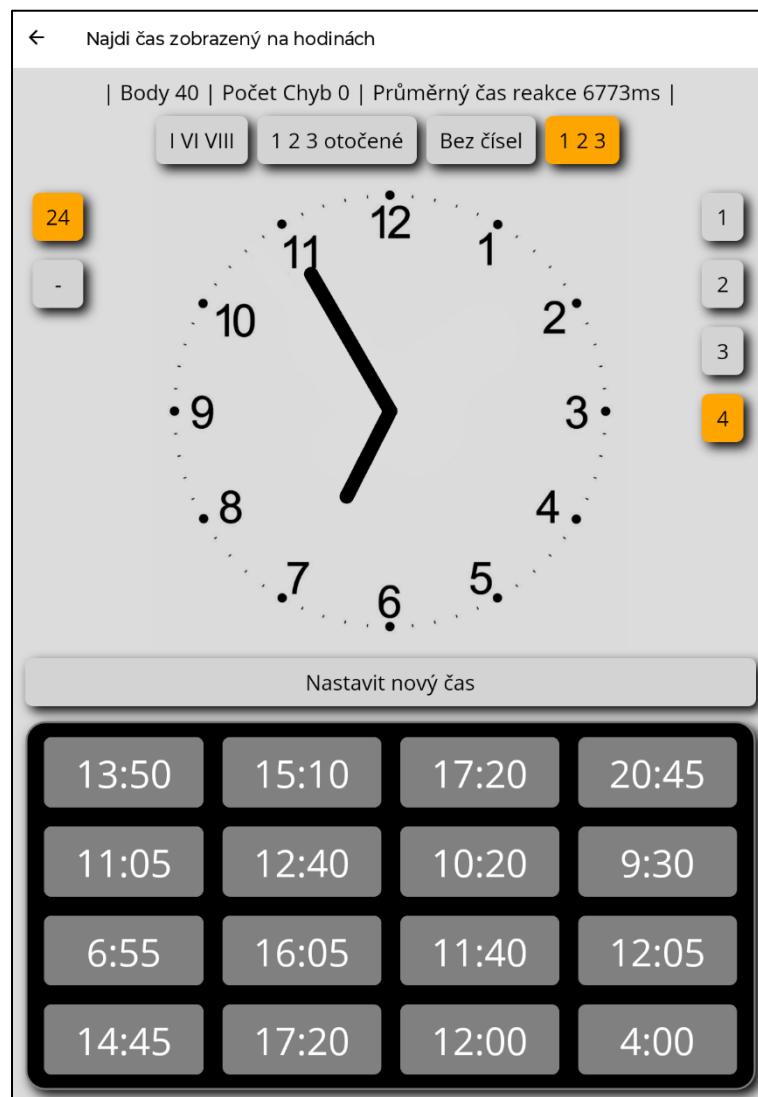 Najdi čas zobrazený na hodinách
| Body 40 | Počet Chyb 0 | Průměrný čas reakce 6773ms |
I VI VIII 1 2 3 otočené Bez čísel 1 2 3
24
-
12
1
2
3
4
5
6
7
8
9
10
11
1
2
3
4
Nastavit nový čas
13:50 15:10 17:20 20:45
11:05 12:40 10:20 9:30
6:55 16:05 11:40 12:05
14:45 17:20 12:00 4:00